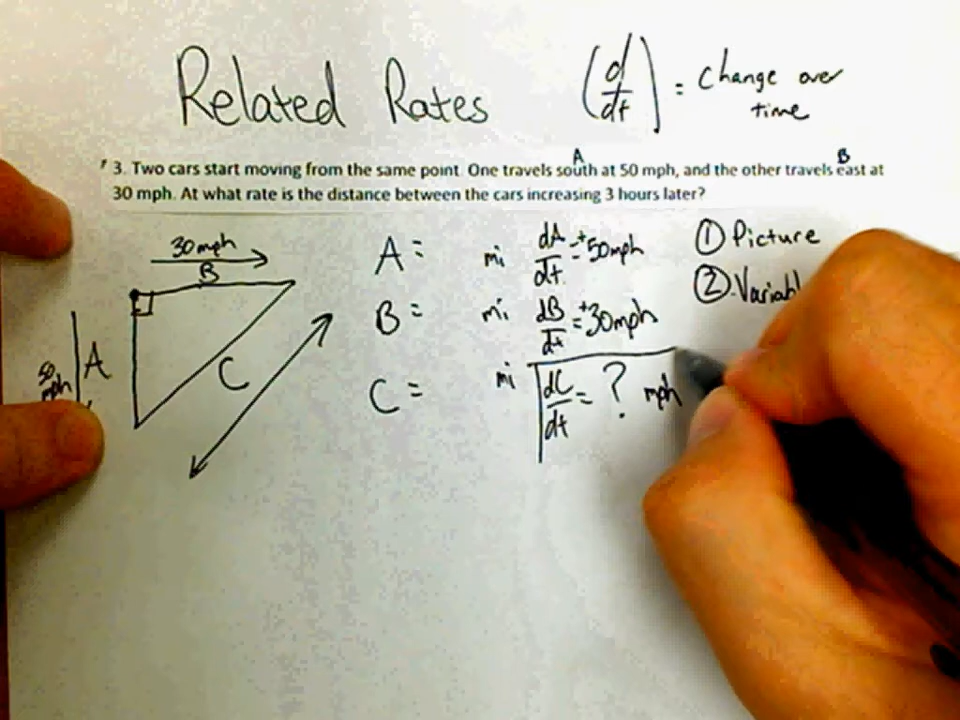 Related Rates
(d/dt) = Change over time
A B
3. Two cars start moving from the same point. One travels south at 50 mph, and the other travels east at
30 mph. At what rate is the distance between the cars increasing 3 hours later?
30 mph
B
50 mph
A
C
A = mi dA/dt = +50mph
B = mi dB/dt = +30mph
C = mi dC/dt = ? mph
① Picture
② Variabl